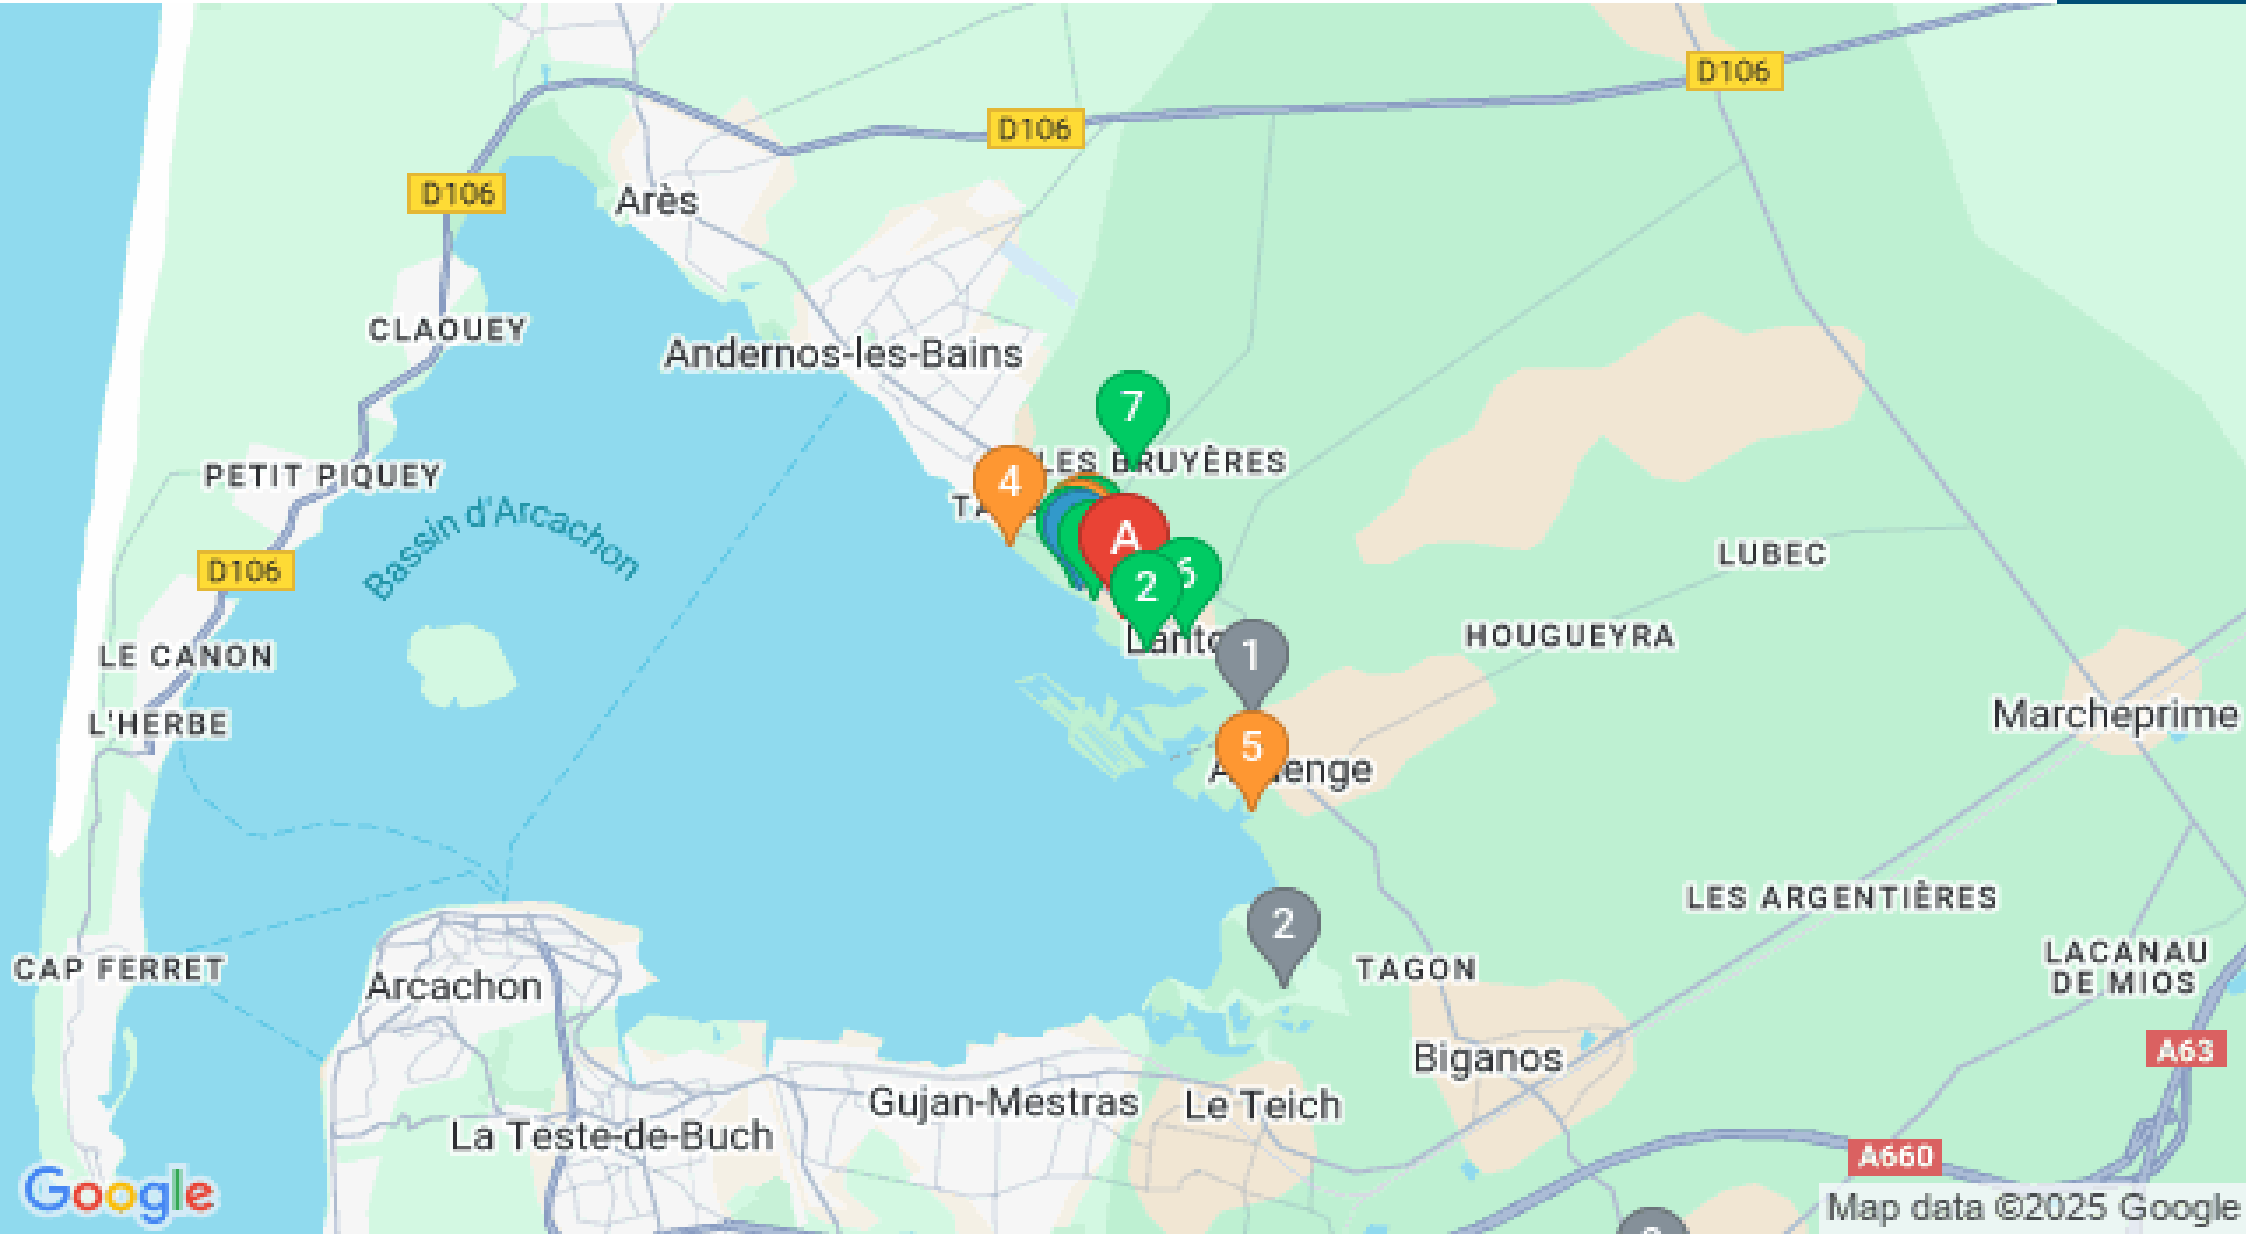 D106
D106
D106
Arès
CLAOUEY
Andernos-les-Bains
7
PETIT PIQUEY
LES BRUYÈRES
4
Bassin d'Arcachon
A
LUBEC
D106
2
6
HOUGUEYRA
LE CANON
1
L'HERBE
Marcheprime
5
LES ARGENTIÈRES
2
CAP FERRET
TAGON
LACANAU
DE MIOS
Arcachon
A63
Biganos
Gujan-Mestras
Le Teich
La Teste-de-Buch
A660
Google
Map data ©2025 Google